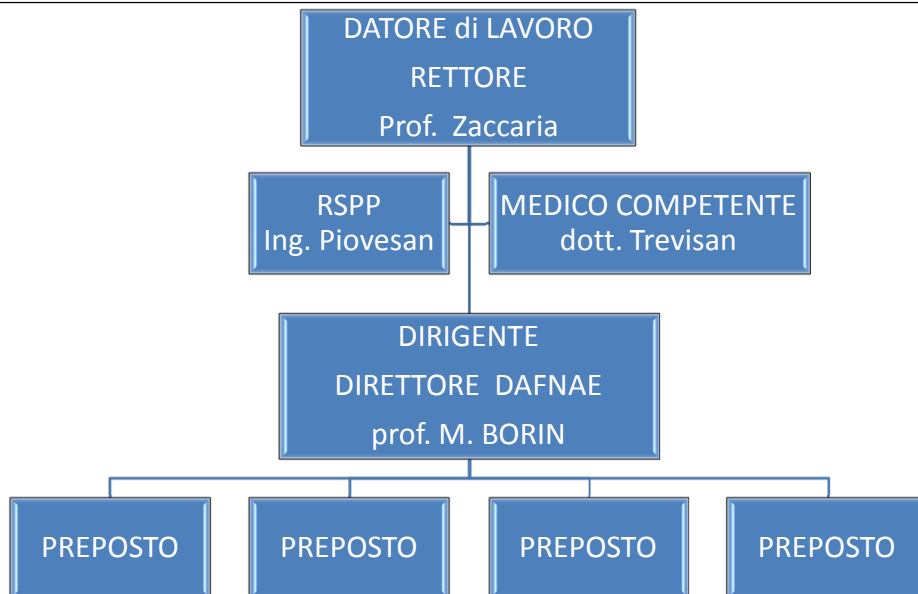 DATORE di LAVORO
RETTORE
Prof. Zaccaria
RSPP
Ing. Piovesan
MEDICO COMPETENTE
dott. Trevisan
DIRIGENTE
DIRETTORE DAFNAE
prof. M. BORIN
PREPOSTO
PREPOSTO
PREPOSTO
PREPOSTO